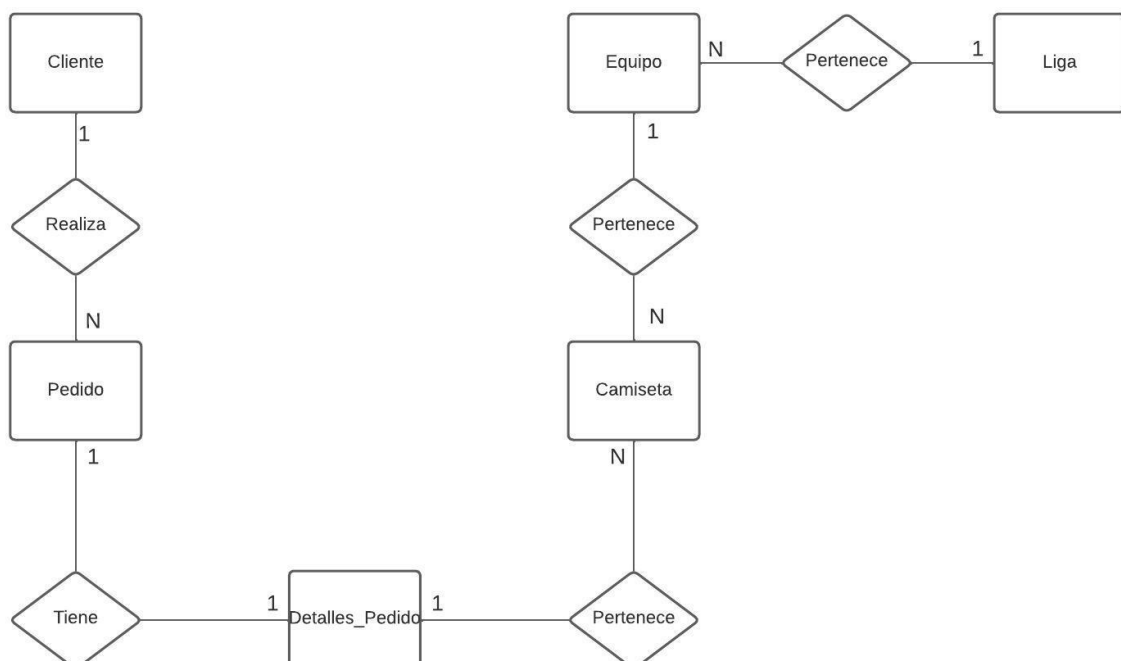 Cliente
Equipo
N
Pertenece
1
Liga
1
1
Realiza
Pertenece
N
N
Pedido
Camiseta
1
N
Tiene
1
Detalles_Pedido
1
Pertenece